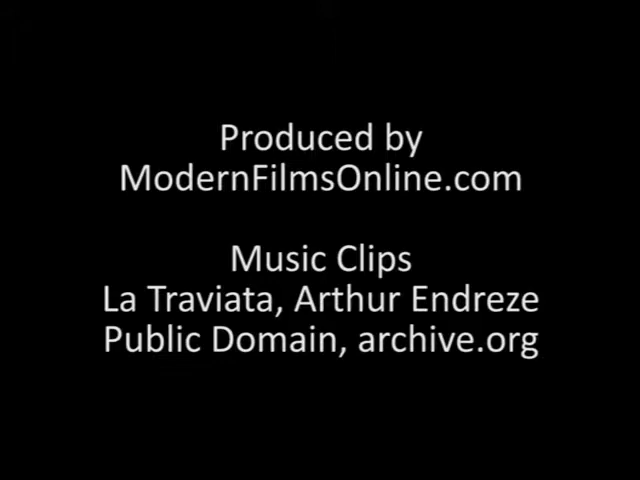 Produced by
ModernFilmsOnline.com
Music Clips
La Traviata, Arthur Endreze
Public Domain, archive.org